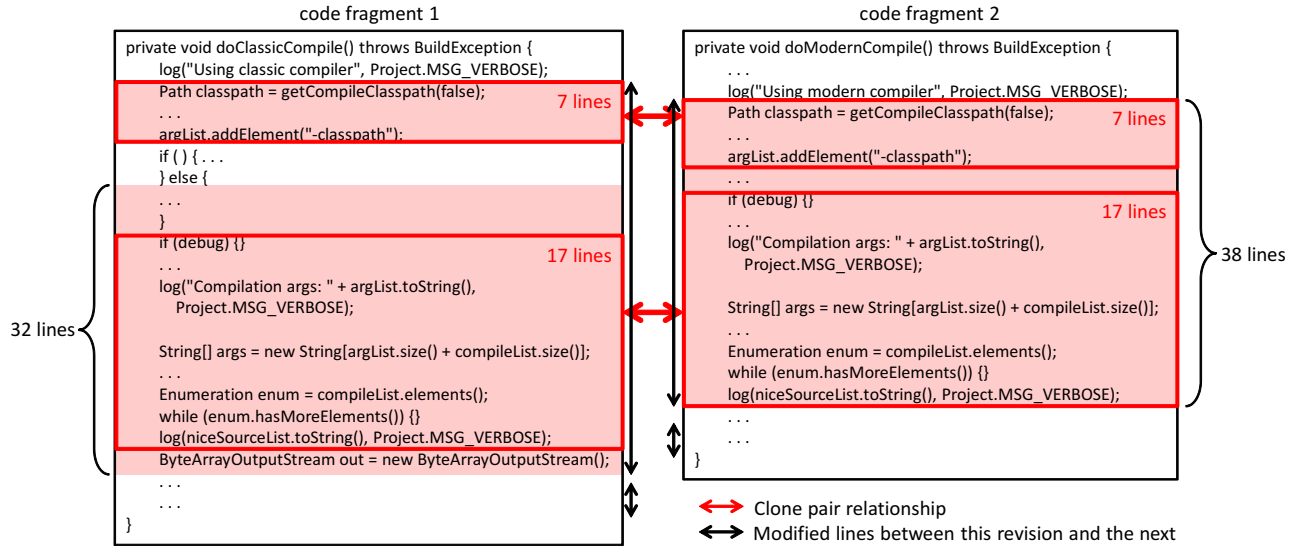 code fragment 1
private void doClassicCompile() throws BuildException {
log("Using classic compiler", Project.MSG_VERBOSE);
Path classpath = getCompileClasspath(false);
7 lines
. . .
argList.addElement("-classpath");
if ( ) { . . .
} else {
. . .
}
if (debug) {}
17 lines
. . .
log("Compilation args: " + argList.toString(),
Project.MSG_VERBOSE);
32 lines
String[] args = new String[argList.size() + compileList.size()];
. . .
Enumeration enum = compileList.elements();
while (enum.hasMoreElements()) {}
log(niceSourceList.toString(), Project.MSG_VERBOSE);
ByteArrayOutputStream out = new ByteArrayOutputStream();
. . .
. . .
}
code fragment 2
private void doModernCompile() throws BuildException {
. . .
log("Using modern compiler", Project.MSG_VERBOSE);
Path classpath = getCompileClasspath(false);
7 lines
. . .
argList.addElement("-classpath");
. . .
if (debug) {}
17 lines
. . .
log("Compilation args: " + argList.toString(),
Project.MSG_VERBOSE);
38 lines
String[] args = new String[argList.size() + compileList.size()];
. . .
Enumeration enum = compileList.elements();
while (enum.hasMoreElements()) {}
log(niceSourceList.toString(), Project.MSG_VERBOSE);
. . .
. . .
}
Clone pair relationship
Modified lines between this revision and the next